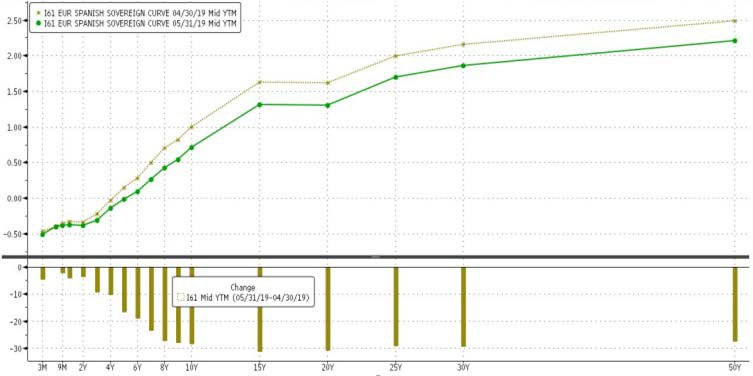 I61 EUR SPANISH SOVEREIGN CURVE 04/30/19 Mid YTM
I61 EUR SPANISH SOVEREIGN CURVE 05/31/19 Mid YTM
2.50
2.00
1.50
1.00
0.50
0.00
-0.50
0
-10
-20
-30
Change
I61 Mid YTM (05/31/19-04/30/19)
3M 9M 2Y 4Y 6Y 8Y 10Y 15Y 20Y 25Y 30Y 50Y